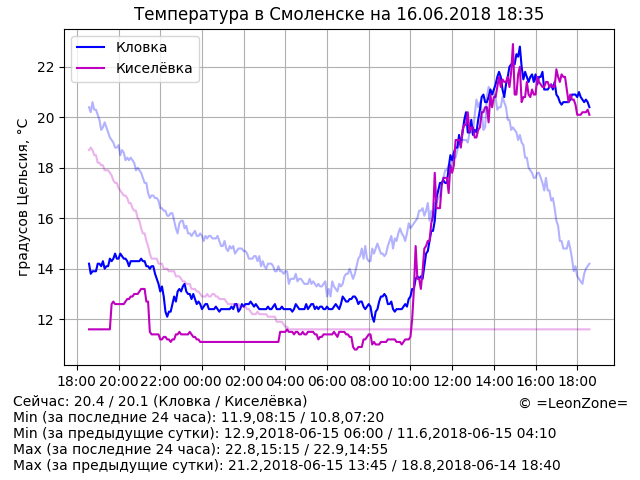 Температура в Смоленске на 16.06.2018 18:35
Кловка
Киселёвка
градусов Цельсия, °C
22
20
18
16
14
12
18:00 20:00 22:00 00:00 02:00 04:00 06:00 08:00 10:00 12:00 14:00 16:00 18:00
Сейчас: 20.4 / 20.1 (Кловка / Киселёвка)
© =LeonZone=
Min (за последние 24 часа): 11.9,08:15 / 10.8,07:20
Min (за предыдущие сутки): 12.9,2018-06-15 06:00 / 11.6,2018-06-15 04:10
Max (за последние 24 часа): 22.8,15:15 / 22.9,14:55
Max (за предыдущие сутки): 21.2,2018-06-15 13:45 / 18.8,2018-06-14 18:40